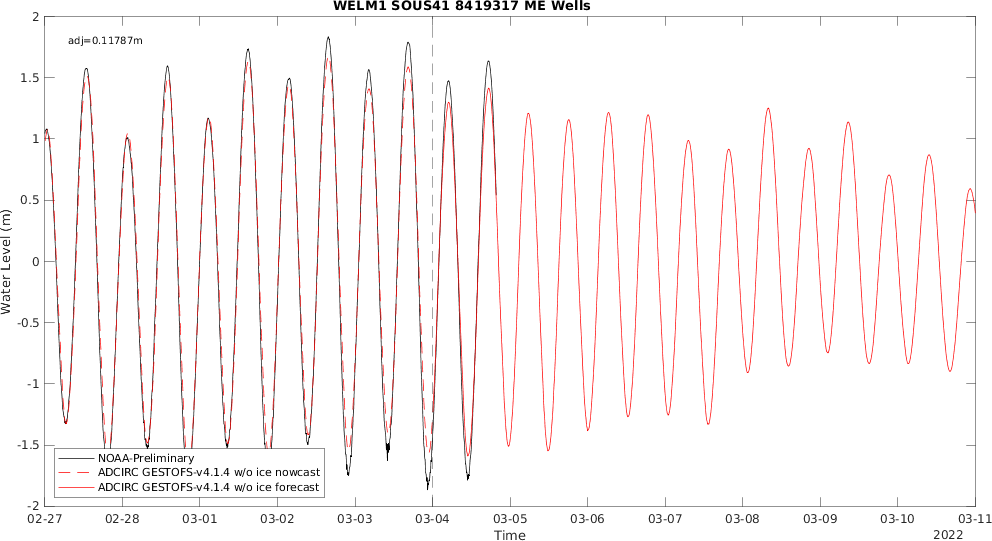 WELM1 SOUS41 8419317 ME Wells
adj=0.11787m
2
1.5
1
0.5
0
-0.5
-1
-1.5
-2
Water Level (m)
NOAA-Preliminary
ADCIRC GESTOFS-v4.1.4 w/o ice nowcast
ADCIRC GESTOFS-v4.1.4 w/o ice forecast
02-27 02-28 03-01 03-02 03-03 03-04 03-05 03-06 03-07 03-08 03-09 03-10 03-11
Time
2022